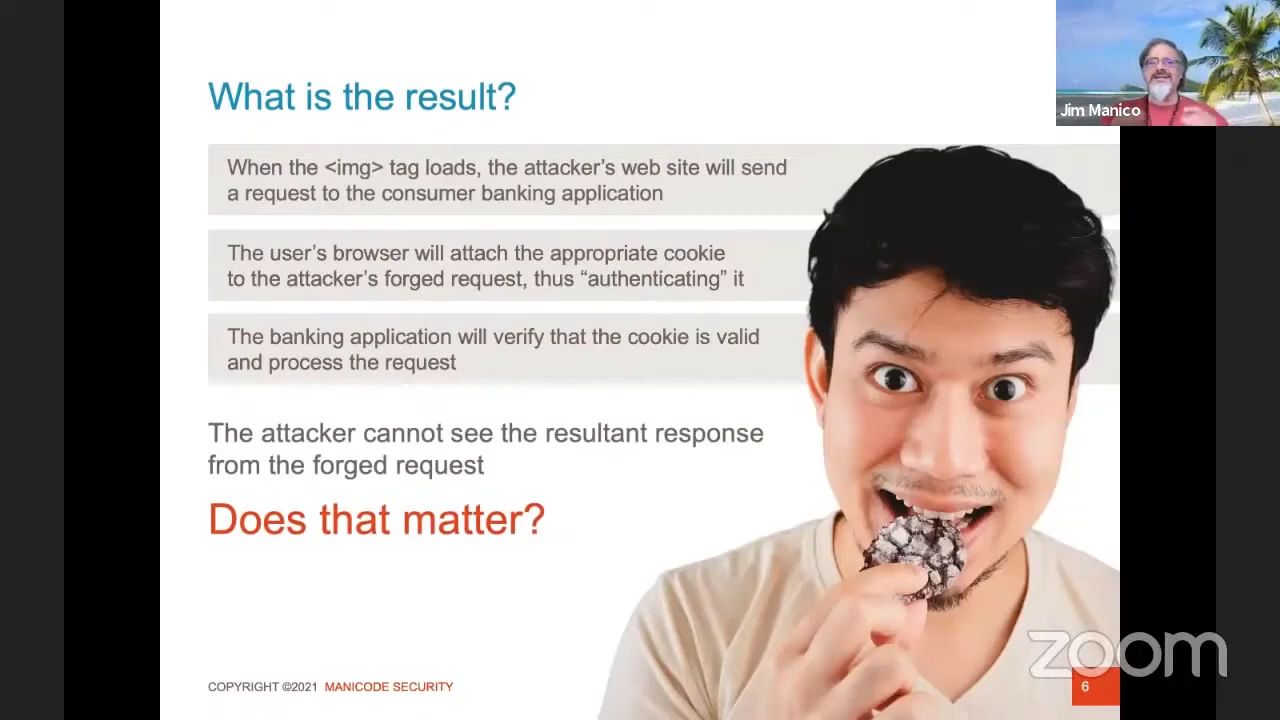 Jim Manico
What is the result?
When the <img> tag loads, the attacker’s web site will send
a request to the consumer banking application
The user’s browser will attach the appropriate cookie
to the attacker’s forged request, thus “authenticating” it
The banking application will verify that the cookie is valid
and process the request
The attacker cannot see the resultant response
from the forged request
Does that matter?
zoom
COPYRIGHT ©2021 MANICODE SECURITY
6